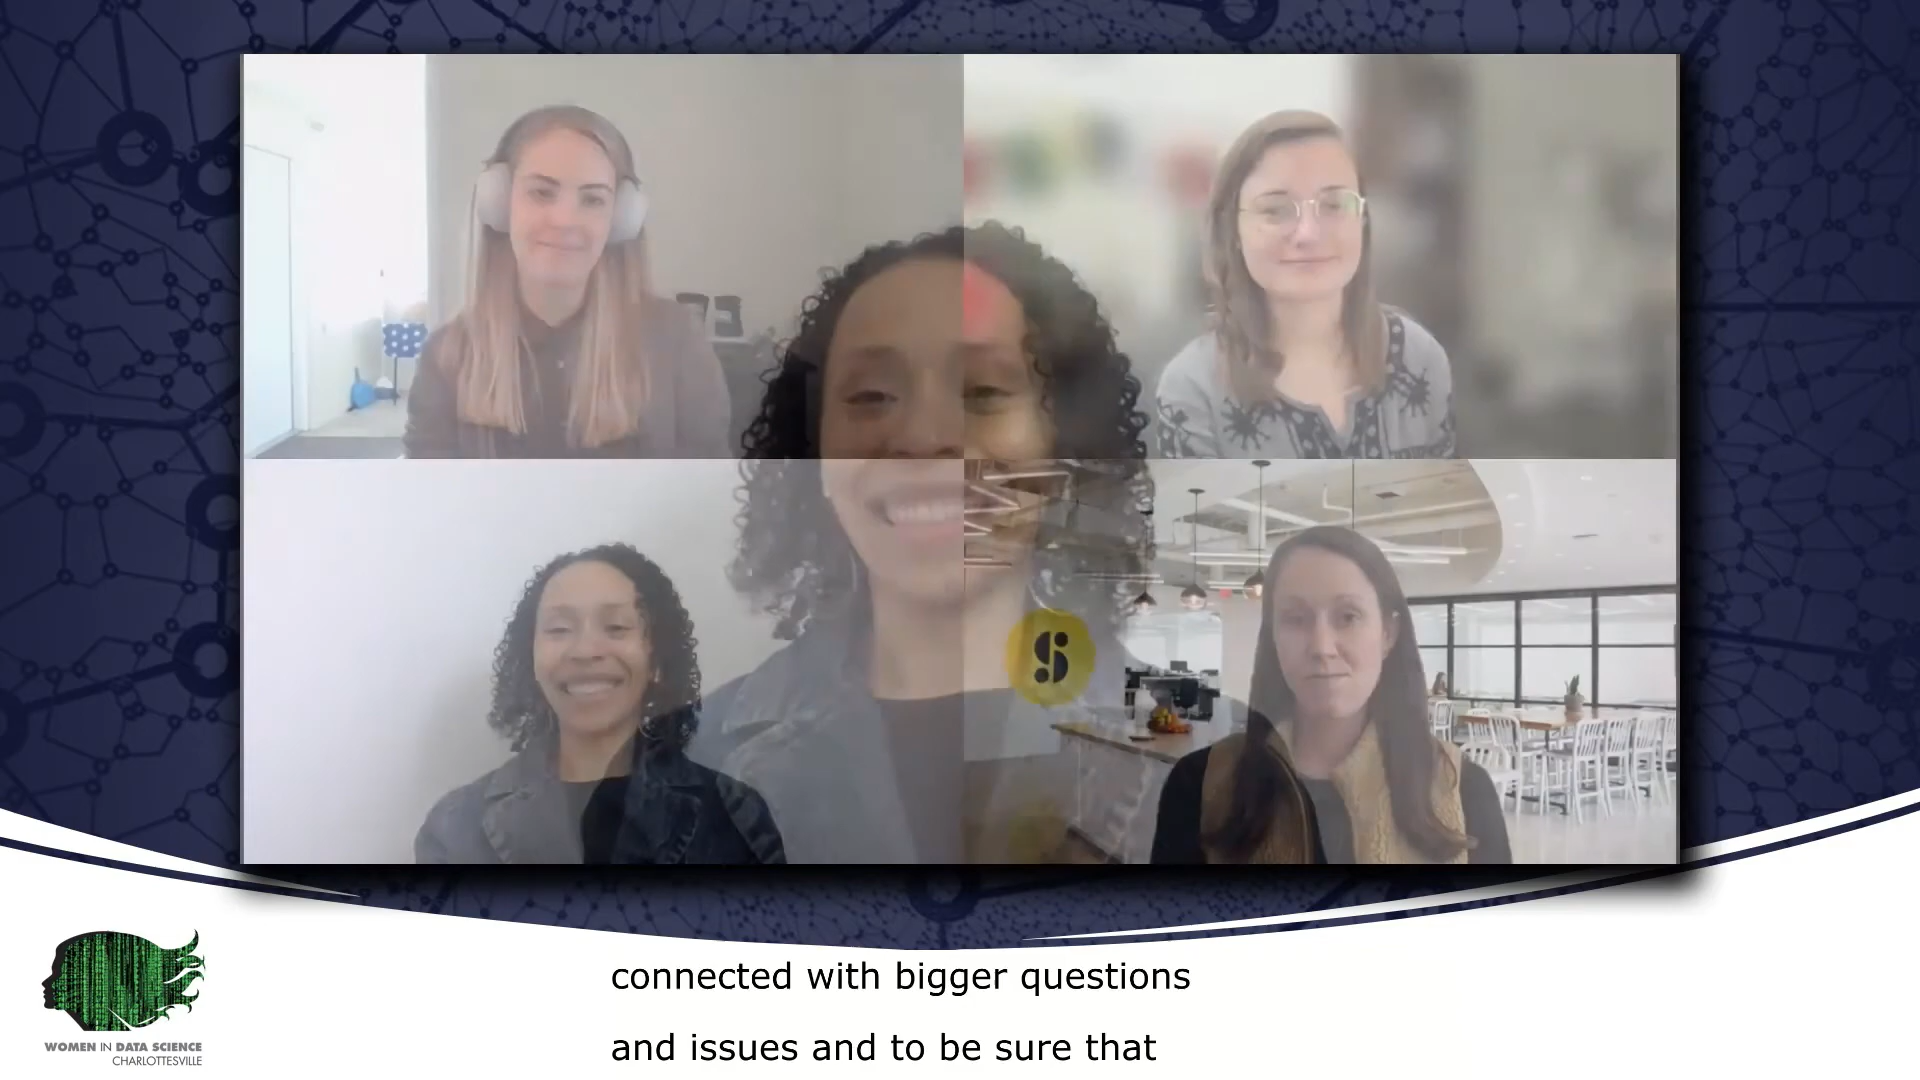 S
connected with bigger questions
and issues and to be sure that
WOMEN IN DATA SCIENCE
CHARLOTTESVILLE